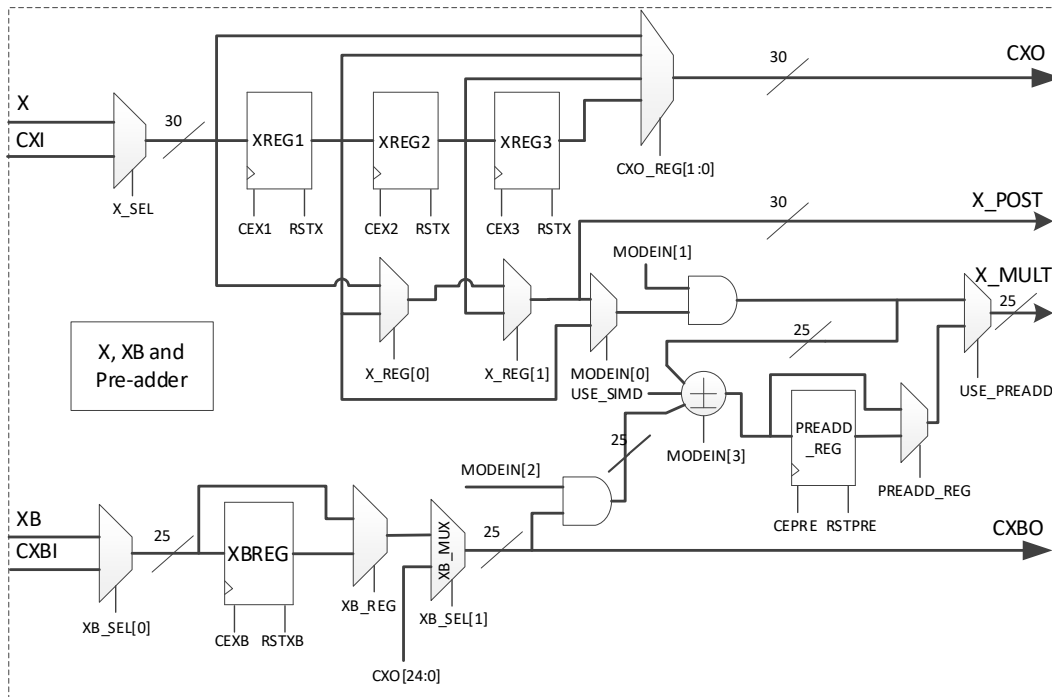 30
CXO
X
CXI
30
XREG1
XREG2
XREG3
X_SEL
CXO_REG[1:0]
CEX1
RSTX
CEX2
RSTX
CEX3
RSTX
30
X_POST
MODEIN[1]
X_MULT
25
25
X, XB and
Pre-adder
X_REG[0]
X_REG[1]
MODEIN[0]
USE_SIMD
USE_PREADD
PREADD
_REG
MODEIN[3]
25
MODEIN[2]
PREADD_REG
CEPRE
RSTPRE
XB
CXBI
25
XBREG
XB_MUX
25
CXBO
XB_SEL[0]
XB_REG
XB_SEL[1]
CEXB
RSTXB
CXO[24:0]